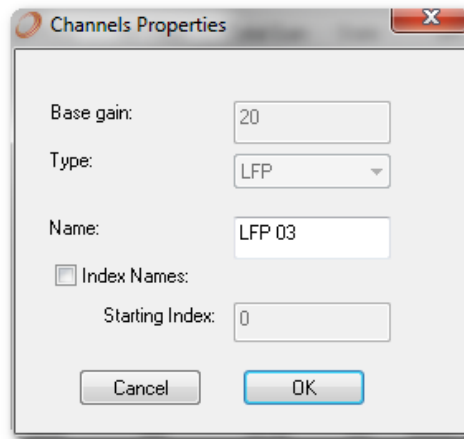 Channels Properties
Base gain: 20
Type: LFP
Name: LFP 03
Index Names:
Starting Index: 0
Cancel OK